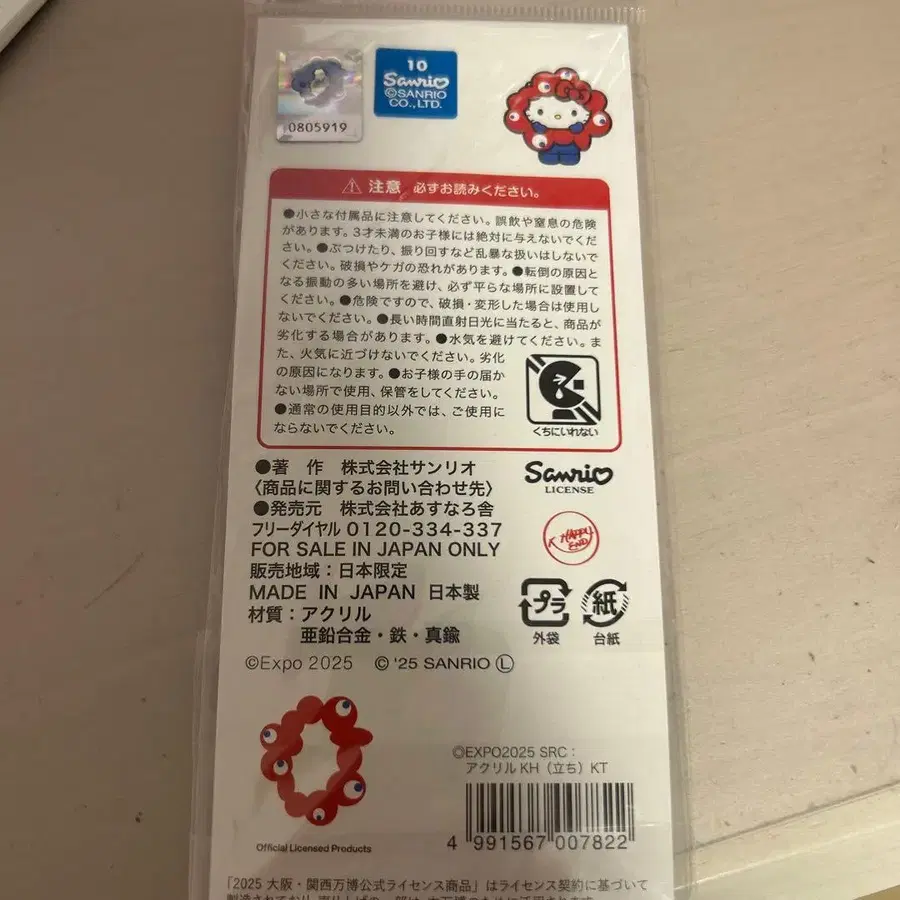 0805919
10
Sanrio
©SANRIO
CO.,LTD.
注意 必ずお読みください。
●小さな付属品に注意してください。誤飲や窒息の危険
があります。3才未満のお子様には絶対に与えないでくだ
さい。●ぶつけたり、振り回すなど乱暴な扱いはしないで
ください。破損やケガの恐れがあります。●転倒の原因と
なる振動の多い場所を避け、必ず平らな場所に設置して
ください。●危険ですので、破損・変形した場合は使用し
ないでください。●長い時間直射日光に当たると、商品が
劣化する場合があります。●水気を避けてください。ま
た、火気に近づけないでください。劣化
の原因になります。●お子様の手の届か
ない場所で使用、保管をしてください。
●通常の使用目的以外では、ご使用に
ならないでください。
くちにいれない
●著 作 株式会社サンリオ
〈商品に関するお問い合わせ先〉
●発売元 株式会社あすなろ舎
フリーダイヤル 0120-334-337
FOR SALE IN JAPAN ONLY
販売地域：日本限定
MADE IN JAPAN 日本製
材質：アクリル
亜鉛合金・鉄・真鍮
©Expo 2025 © '25 SANRIO Ⓛ
Sanrio
LICENSE
K HAPPY
END
プラ
外袋
紙
台紙
Official Licensed Products
©EXPO2025 SRC：
アクリルKH（立ち）KT
4 991567 007822
「2025 大阪・関西万博公式ライセンス商品」はライセンス契約に基づいて